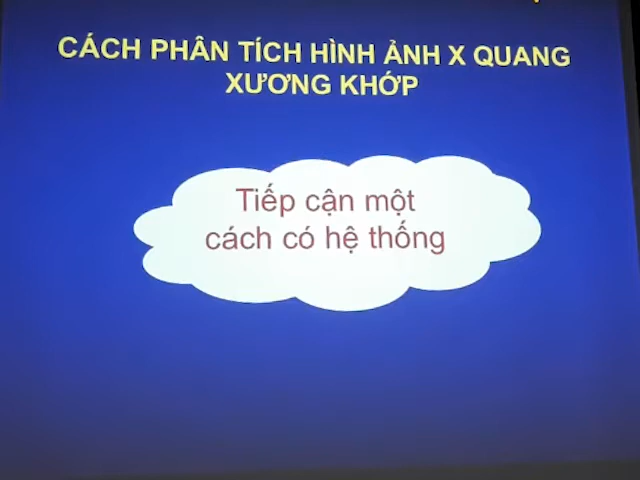 CÁCH PHÂN TÍCH HÌNH ẢNH X QUANG
XƯƠNG KHỚP
Tiếp cận một
cách có hệ thống